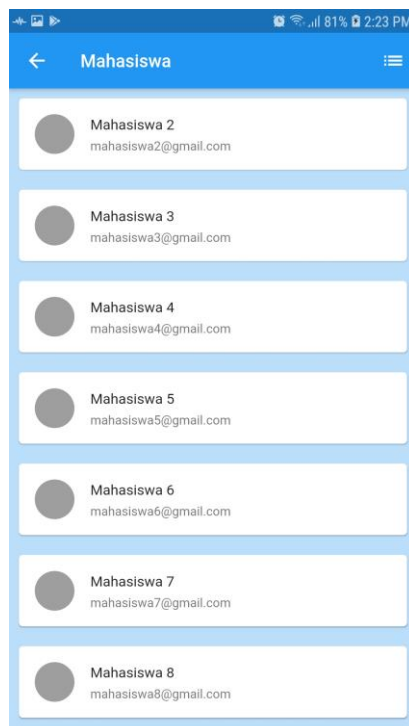 81% 2:23 PM
Mahasiswa
Mahasiswa 2
mahasiswa2@gmail.com
Mahasiswa 3
mahasiswa3@gmail.com
Mahasiswa 4
mahasiswa4@gmail.com
Mahasiswa 5
mahasiswa5@gmail.com
Mahasiswa 6
mahasiswa6@gmail.com
Mahasiswa 7
mahasiswa7@gmail.com
Mahasiswa 8
mahasiswa8@gmail.com